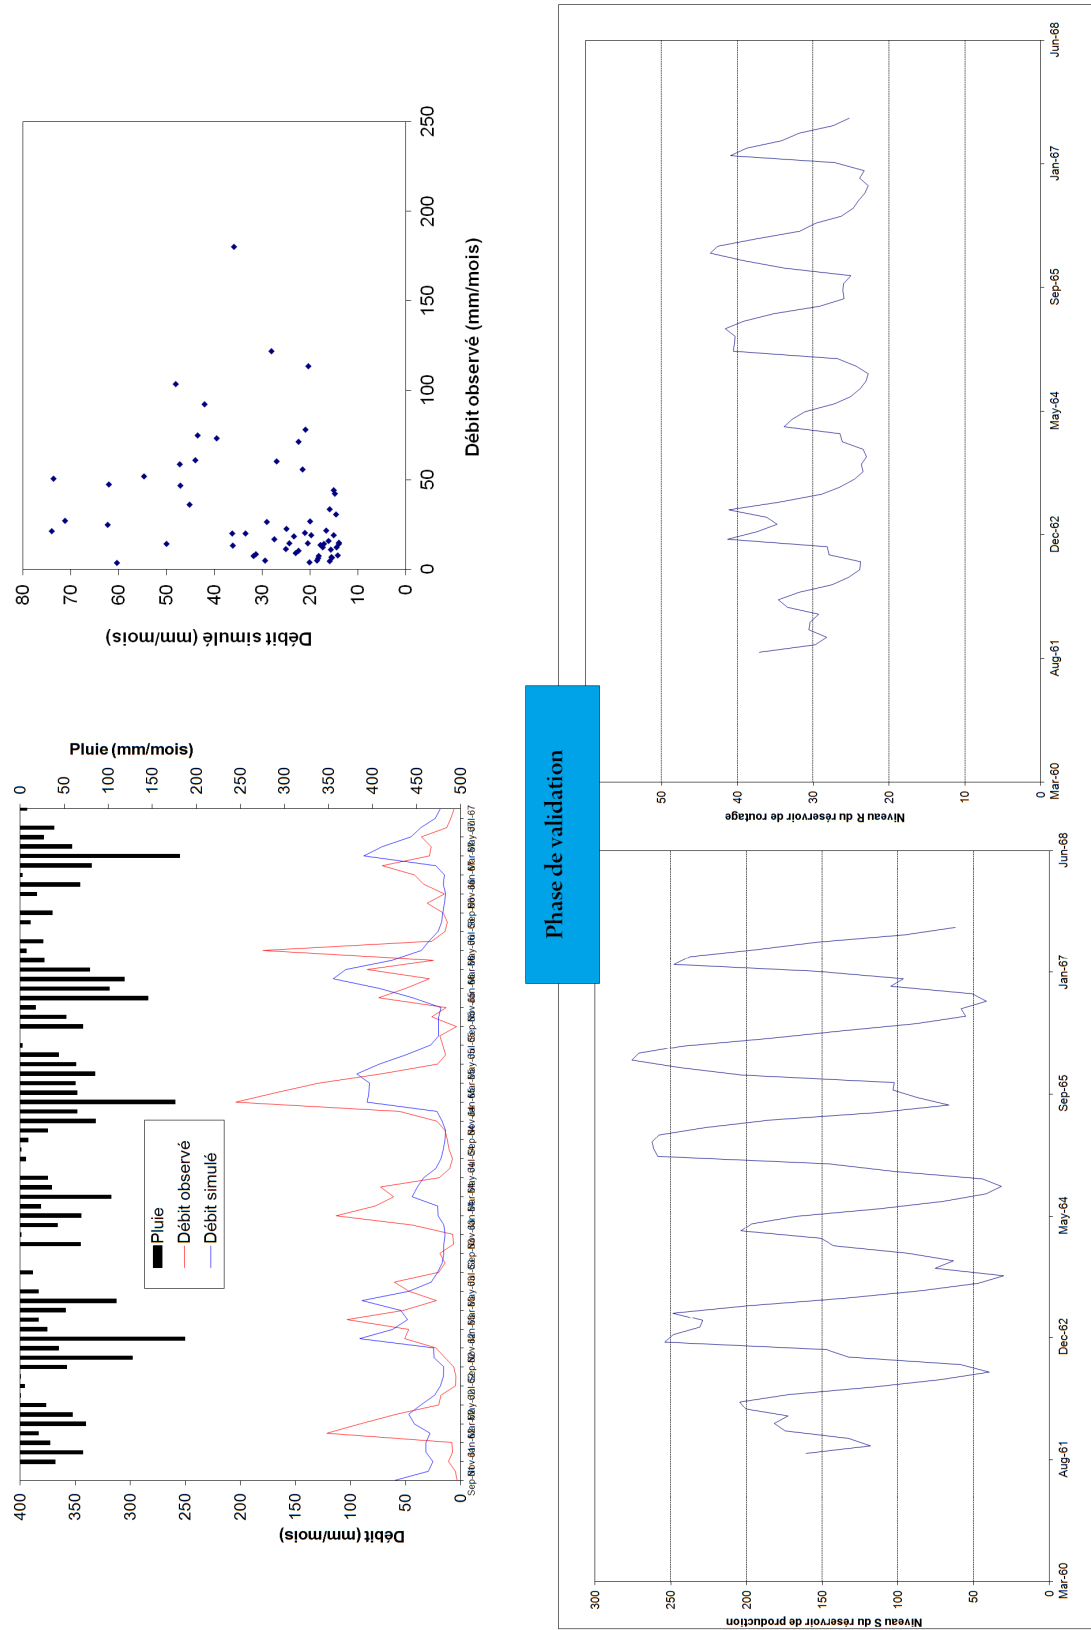 Pluie (mm/mois)
0
50
100
150
200
250
300
350
400
450
500
400
350
300
250
200
150
100
50
0
Débit (mm/mois)
Pluie
Débit observé
Débit simulé
Débit simulé (mm/mois)
80
70
60
50
40
30
20
10
0
0
50
100
150
200
250
Débit observé (mm/mois)
Phase de validation
Niveau S du réservoir de production
300
250
200
150
100
50
0
Mar-60
Aug-61
Dec-62
May-64
Sep-65
Jan-67
Jun-68
Niveau R du réservoir de routage
50
40
30
20
10
0
Mar-60
Aug-61
Dec-62
May-64
Sep-65
Jan-67
Jun-68